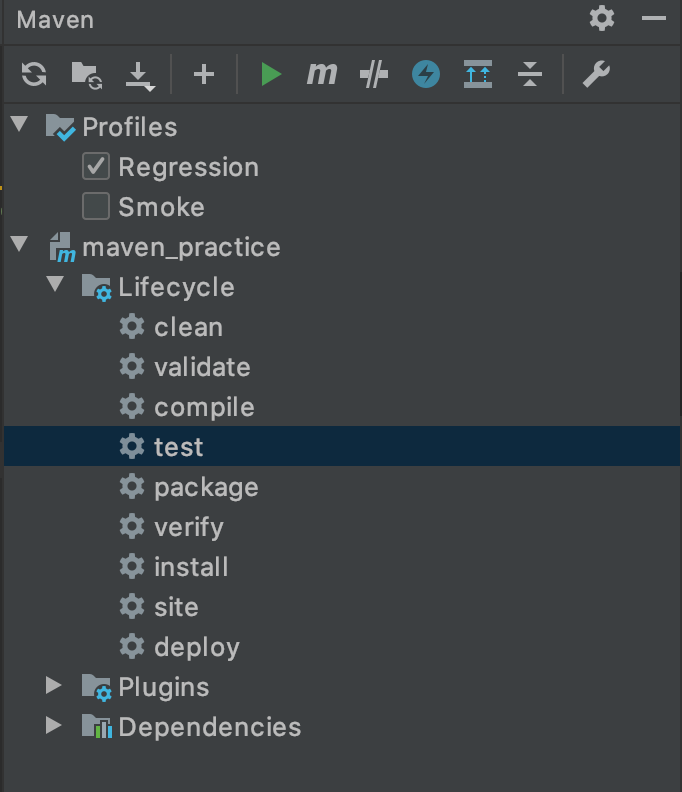 Maven
m
Profiles
Regression
Smoke
maven_practice
Lifecycle
clean
validate
compile
test
package
verify
install
site
deploy
Plugins
Dependencies